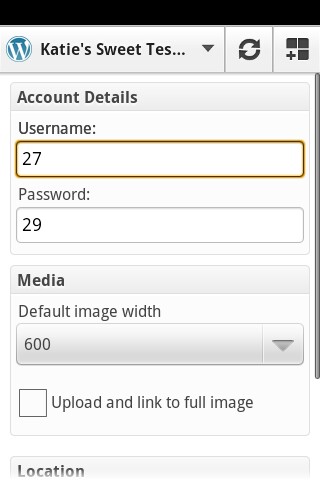 Katie's Sweet Tes...
Account Details
Username:
27
Password:
29
Media
Default image width
600
Upload and link to full image
Location